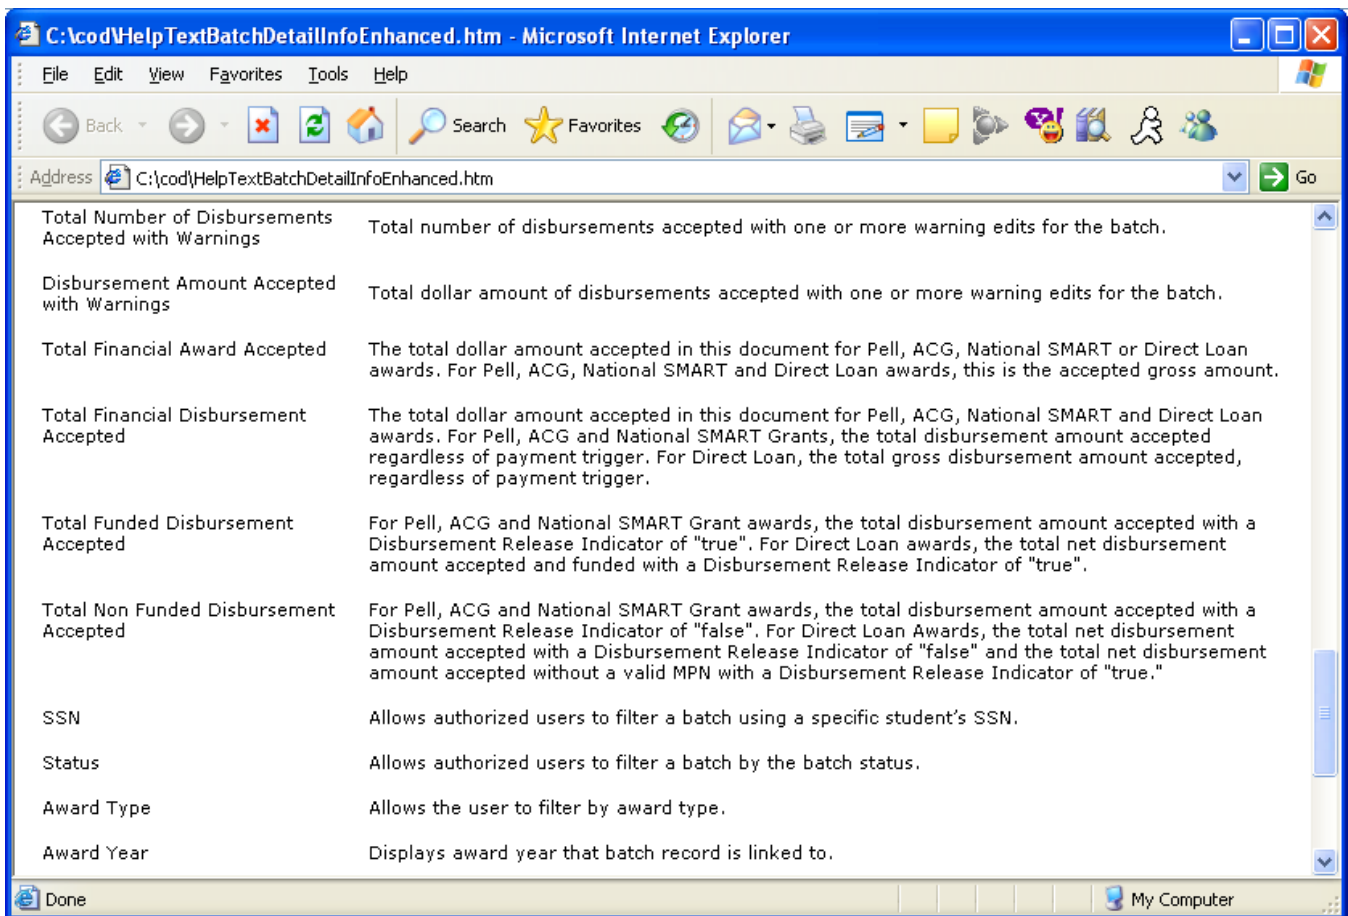 C:\cod\HelpTextBatchDetailInfoEnhanced.htm - Microsoft Internet Explorer
File Edit View Favorites Tools Help
Back Search Favorites
Address C:\cod\HelpTextBatchDetailInfoEnhanced.htm Go
Total Number of Disbursements
Accepted with Warnings
Total number of disbursements accepted with one or more warning edits for the batch.
Disbursement Amount Accepted
with Warnings
Total dollar amount of disbursements accepted with one or more warning edits for the batch.
Total Financial Award Accepted
The total dollar amount accepted in this document for Pell, ACG, National SMART or Direct Loan
awards. For Pell, ACG, National SMART and Direct Loan awards, this is the accepted gross amount.
Total Financial Disbursement
Accepted
The total dollar amount accepted in this document for Pell, ACG, National SMART and Direct Loan
awards. For Pell, ACG and National SMART Grants, the total disbursement amount accepted
regardless of payment trigger. For Direct Loan, the total gross disbursement amount accepted,
regardless of payment trigger.
Total Funded Disbursement
Accepted
For Pell, ACG and National SMART Grant awards, the total disbursement amount accepted with a
Disbursement Release Indicator of "true". For Direct Loan awards, the total net disbursement
amount accepted and funded with a Disbursement Release Indicator of "true".
Total Non Funded Disbursement
Accepted
For Pell, ACG and National SMART Grant awards, the total disbursement amount accepted with a
Disbursement Release Indicator of "false". For Direct Loan Awards, the total net disbursement
amount accepted with a Disbursement Release Indicator of "false" and the total net disbursement
amount accepted without a valid MPN with a Disbursement Release Indicator of "true."
SSN
Allows authorized users to filter a batch using a specific student's SSN.
Status
Allows authorized users to filter a batch by the batch status.
Award Type
Allows the user to filter by award type.
Award Year
Displays award year that batch record is linked to.
Done My Computer